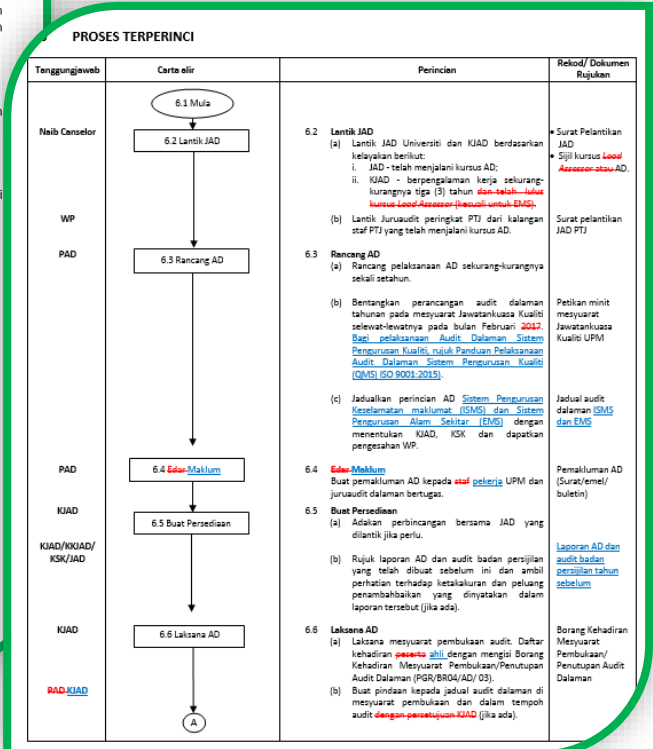 PROSES TERPERINCI
Tanggungjawab
Carta alir
Perincian
Rekod/ Dokumen
Rujukan
6.1 Mula
Naib Canselor
6.2 Lantik JAD
6.2 Lantik JAD
(a) Lantik JAD Universiti dan KJAD berdasarkan
kelayakan berikut:
i. JAD - telah menjalani kursus AD;
ii. KJAD - berpengalaman kerja sekurang-
kurangnya tiga (3) tahun dan telah lulus
kursus Lead Assessor (kecuali untuk EMS).
• Surat Pelantikan
JAD
• Sijil kursus Lead
Assessor atau AD.
WP
(b) Lantik Juruaudit peringkat PTJ dari kalangan
staf PTJ yang telah menjalani kursus AD.
Surat pelantikan
JAD PTJ
PAD
6.3 Rancang AD
6.3 Rancang AD
(a) Rancang pelaksanaan AD sekurang-kurangnya
sekali setahun.
(b) Bentangkan perancangan audit dalaman
tahunan pada mesyuarat Jawatankuasa Kualiti
selewat-lewatnya pada bulan Februari 2017.
Bagi pelaksanaan Audit Dalaman Sistem
Pengurusan Kualiti, rujuk Panduan Pelaksanaan
Audit Dalaman Sistem Pengurusan Kualiti
(QMS) ISO 9001:2015).
Petikan minit
mesyuarat
Jawatankuasa
Kualiti UPM
(c) Jadualkan perincian AD Sistem Pengurusan
Keselamatan maklumat (ISMS) dan Sistem
Pengurusan Alam Sekitar (EMS) dengan
menentukan KJAD, KSK dan dapatkan
pengesahan WP.
Jadual audit
dalaman ISMS
dan EMS
PAD
6.4 Edar Maklum
6.4 Edar Maklum
Buat pemakluman AD kepada staf pekerja UPM dan
juruaudit dalaman bertugas.
Pemakluman AD
(Surat/emel/
buletin)
KJAD
6.5 Buat Persediaan
6.5 Buat Persediaan
(a) Adakan perbincangan bersama JAD yang
dilantik jika perlu.
KJAD/KKJAD/
KSK/JAD
(b) Rujuk laporan AD dan audit badan persijilan
yang telah dibuat sebelum ini dan ambil
perhatian terhadap ketakakuran dan peluang
penambahbaikan yang dinyatakan dalam
laporan tersebut (jika ada).
Laporan AD dan
audit badan
persijilan tahun
sebelum
KJAD
6.6 Laksana AD
6.6 Laksana AD
(a) Laksana mesyuarat pembukaan audit. Daftar
kehadiran peserta ahli dengan mengisi Borang
Kehadiran Mesyuarat Pembukaan/Penutupan
Audit Dalaman (PGR/BR04/AD/ 03).
Borang Kehadiran
Mesyuarat
Pembukaan/
Penutupan Audit
Dalaman
PAD KJAD
(b) Buat pindaan kepada jadual audit dalaman di
mesyuarat pembukaan dan dalam tempoh
audit dengan persetujuan KJAD (jika ada).
A